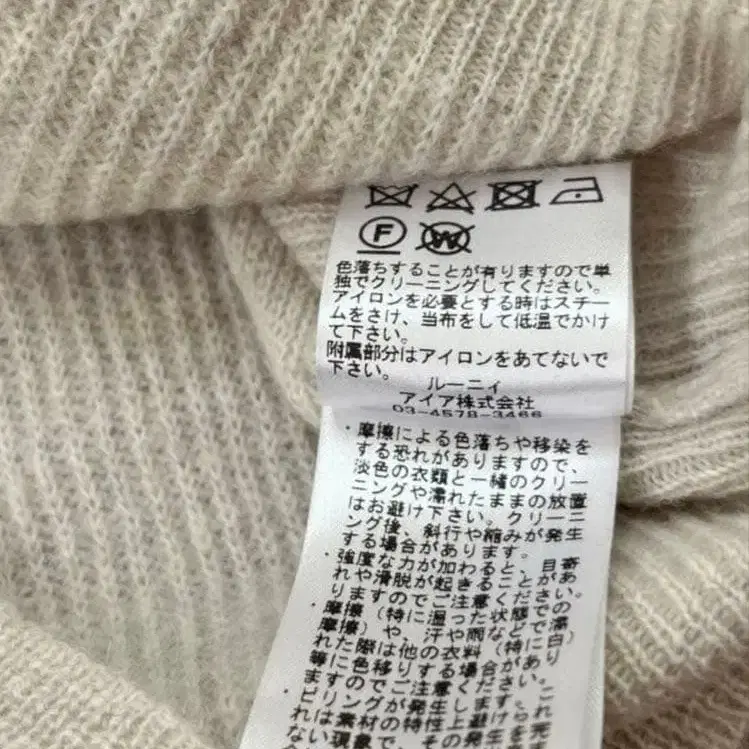 F W
色落ちすることが有りますので単
独でクリーニングしてください。
アイロンを必要とする時はスチー
ムをさけ、当布をして低温でかけ
て下さい。
附属部分はアイロンをあてないで
下さい。
ルーニィ
アイア株式会社
03-4578-3466
・摩擦による色落ちや移染を
する恐れがありますので、
淡色の衣類と一緒のクリー
ニングや濡れたままの放置
はお避け下さい。クリーニ
ング後、斜行や縮みが発生
する場合があります。
・強度な力が加わると、目寄
れや滑脱が起きることがあ
りますのでご注意ください。
・摩擦（特に湿った状態での
摩擦）や、汗や雨などで濡
れた際は他の衣料（特に白）
等に色移りする場合があり
ますのでご注意ください。
・ピリングが発生します。これ
は素材の特性上避けられ完
ない現象で、その発生を